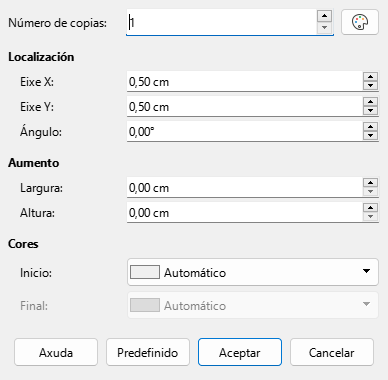 Número de copias: 1
Localización
Eixe X: 0,50 cm
Eixe Y: 0,50 cm
Ángulo: 0,00°
Aumento
Largura: 0,00 cm
Altura: 0,00 cm
Cores
Inicio: Automático
Final: Automático
Axuda Predefinido Aceptar Cancelar